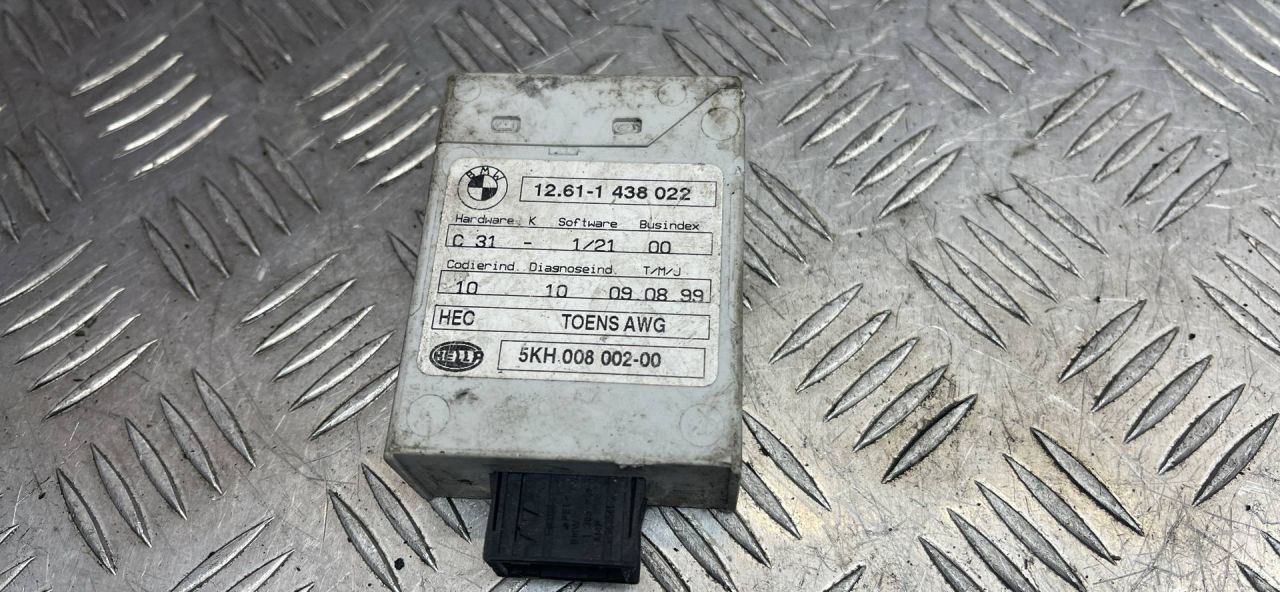 BMW
12.61-1 438 022
Hardware K Software Busindex
C 31 - 1/21 00
Codierind. Diagnoseind. T/M/J
10 10 09 08 99
HEC TOENS AWG
HELLA 5KH 008 002-00